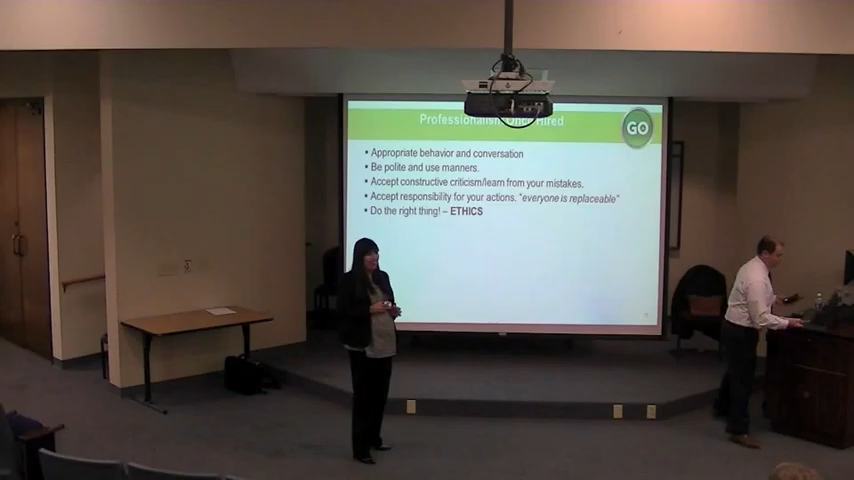 Professionalism Once Hired
GO
▪ Appropriate behavior and conversation
▪ Be polite and use manners.
▪ Accept constructive criticism/learn from your mistakes.
▪ Accept responsibility for your actions. "everyone is replaceable"
▪ Do the right thing! – ETHICS